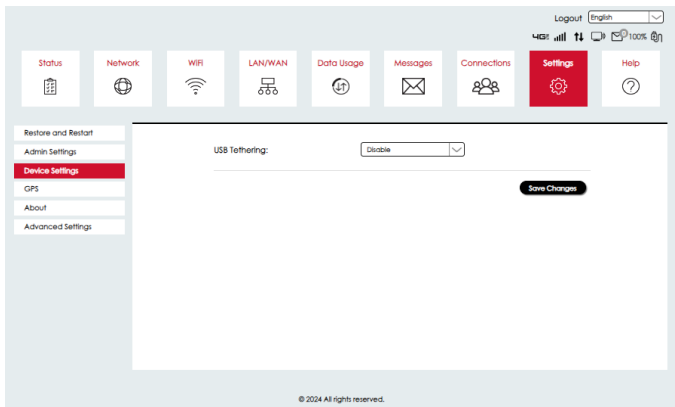 Logout English
4G 100%
Status Network WiFi LAN/WAN Data Usage Messages Connections Settings Help
Restore and Restart
Admin Settings
Device Settings
GPS
About
Advanced Settings
USB Tethering: Disable
Save Changes
© 2024 All rights reserved.